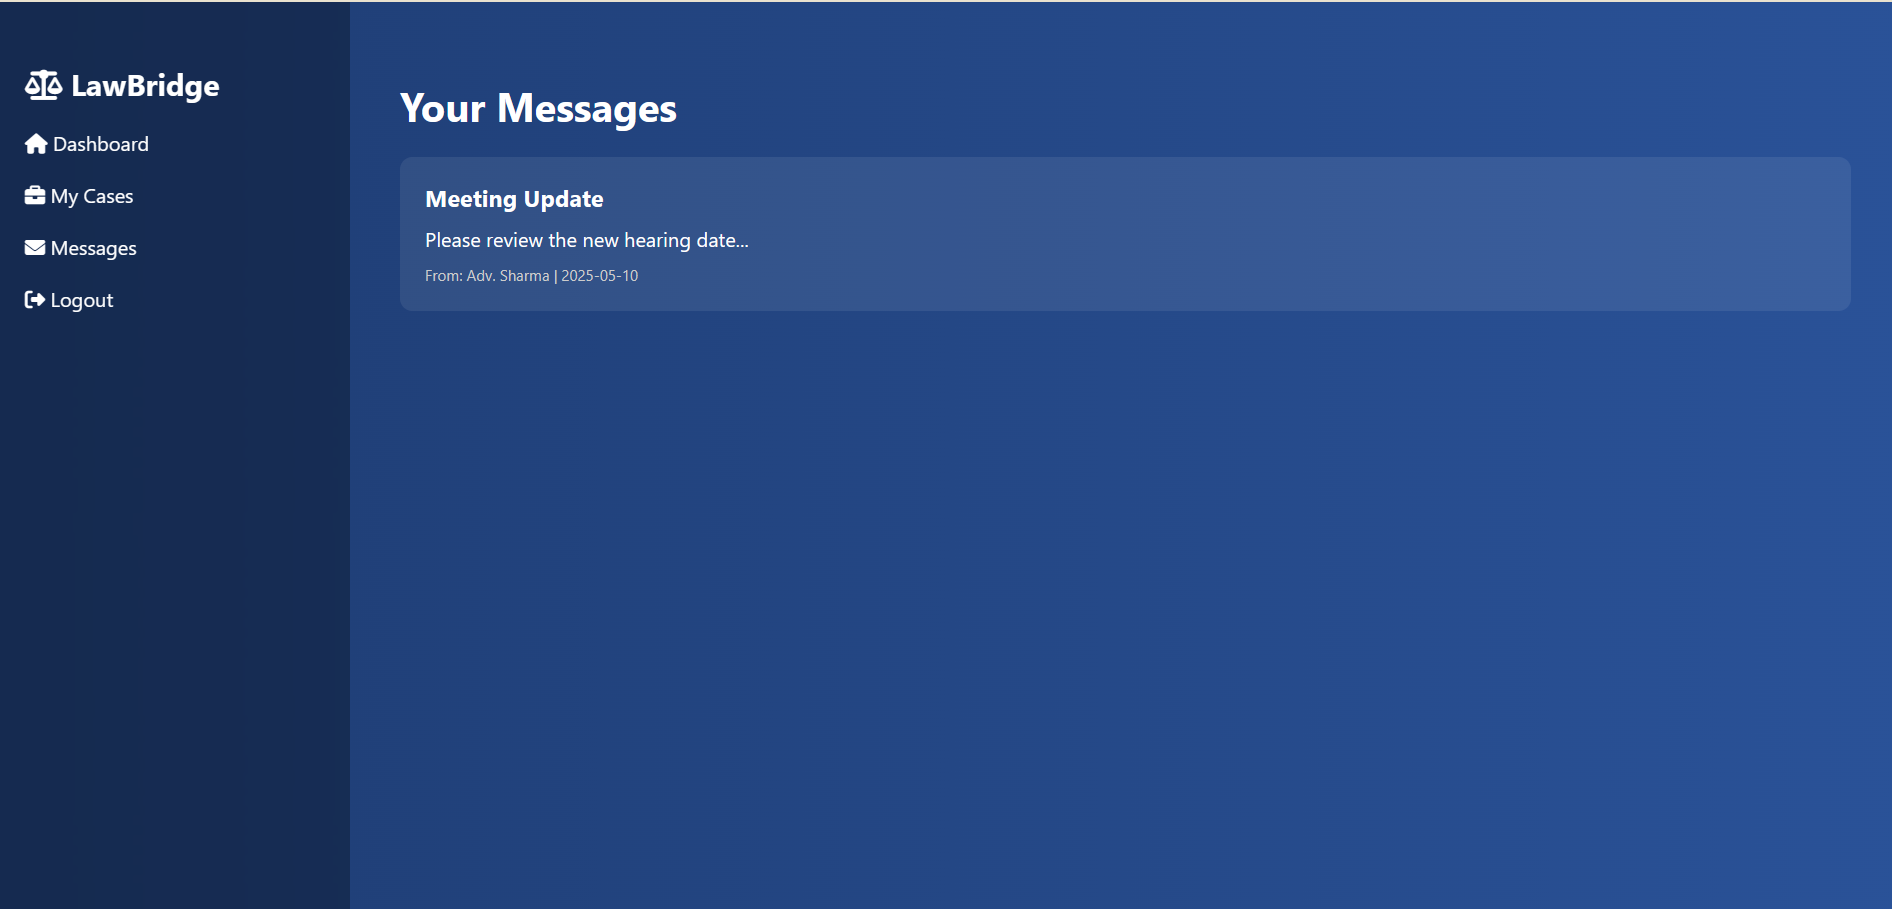 LawBridge
Dashboard
My Cases
Messages
Logout
Your Messages
Meeting Update
Please review the new hearing date...
From: Adv. Sharma | 2025-05-10